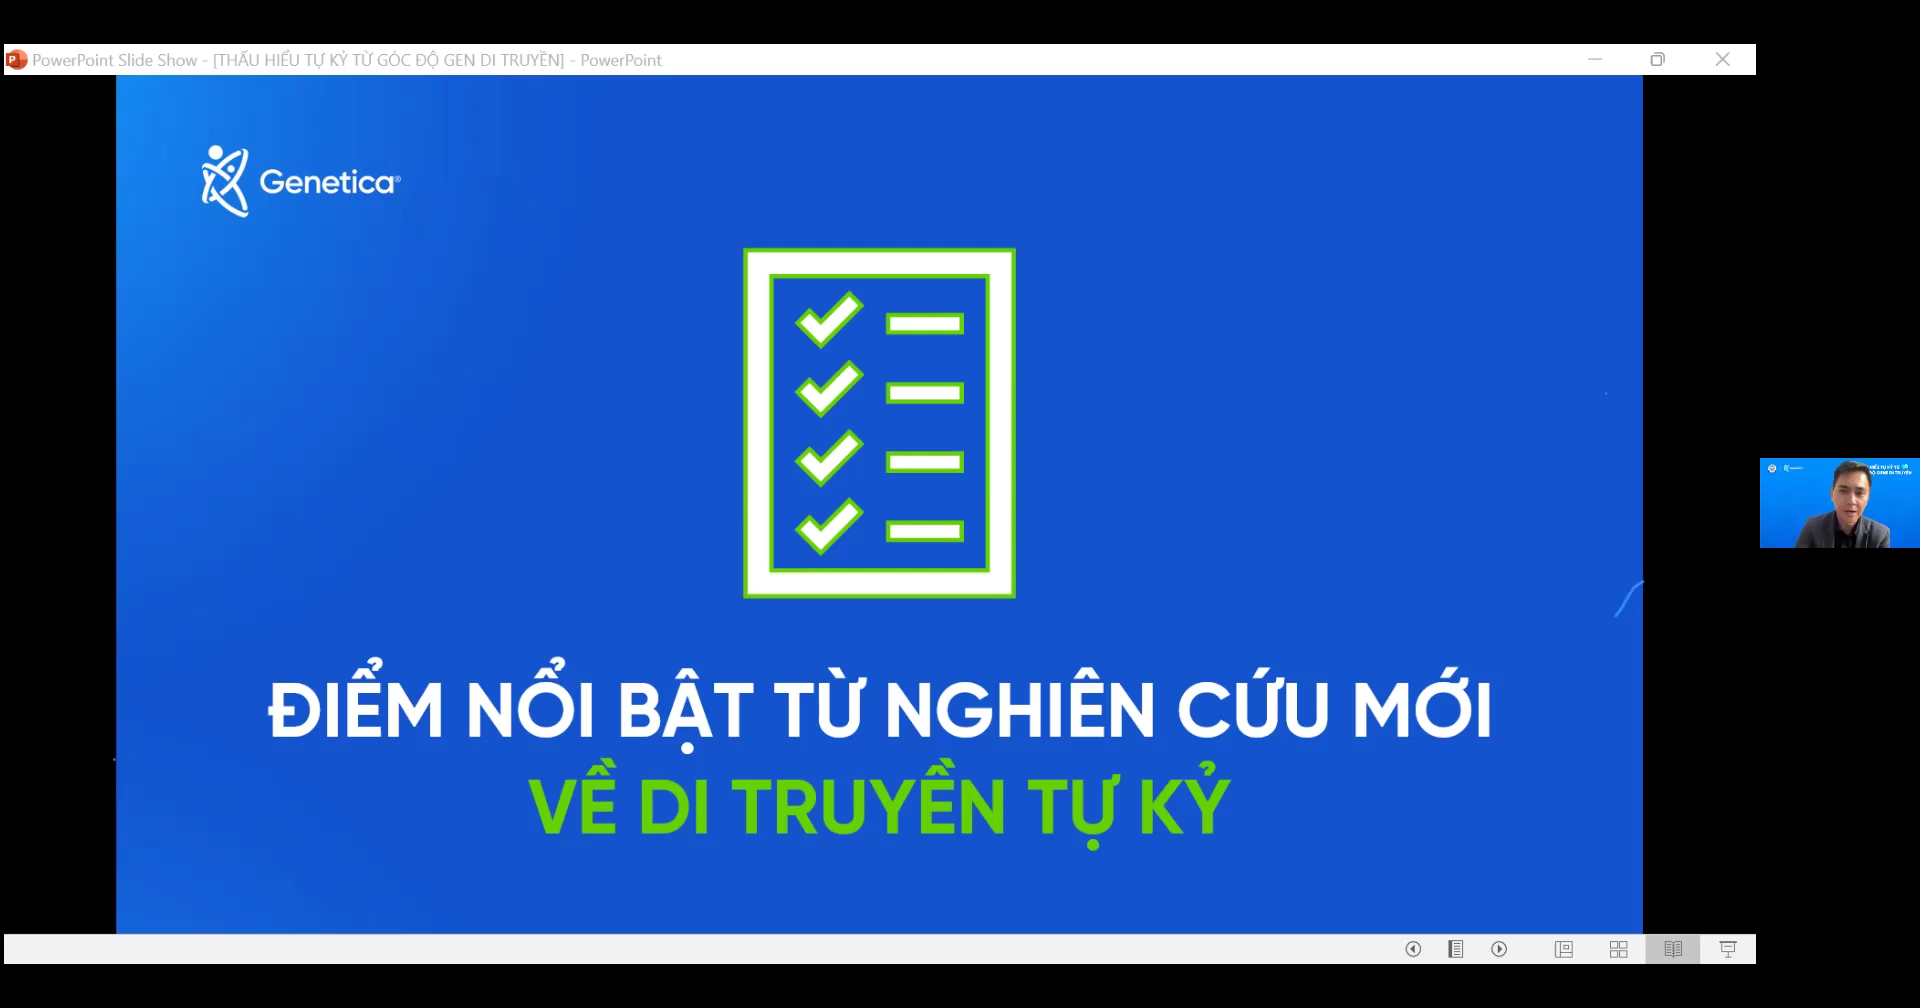 PowerPoint Slide Show - [THẤU HIỂU TỰ KỶ TỪ GÓC ĐỘ GEN DI TRUYỀN] - PowerPoint
Genetica®
ĐIỂM NỔI BẬT TỪ NGHIÊN CỨU MỚI
VỀ DI TRUYỀN TỰ KỶ